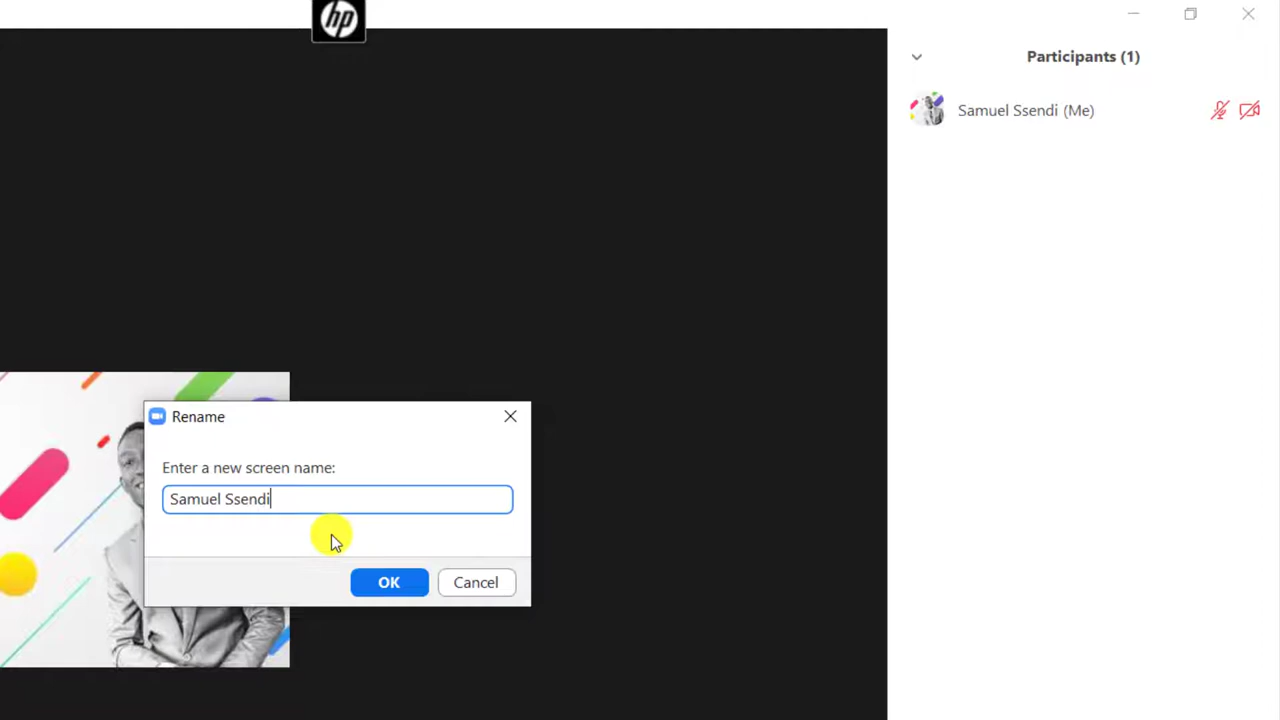 hp
Participants (1)
Samuel Ssendi (Me)
Rename
Enter a new screen name:
Samuel Ssendi
OK
Cancel